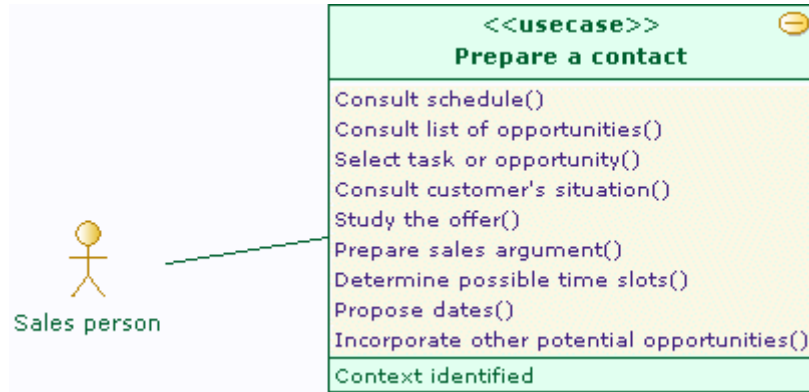 <<usecase>>
Prepare a contact
Consult schedule()
Consult list of opportunities()
Select task or opportunity()
Consult customer's situation()
Study the offer()
Prepare sales argument()
Determine possible time slots()
Propose dates()
Incorporate other potential opportunities()
Context identified
Sales person